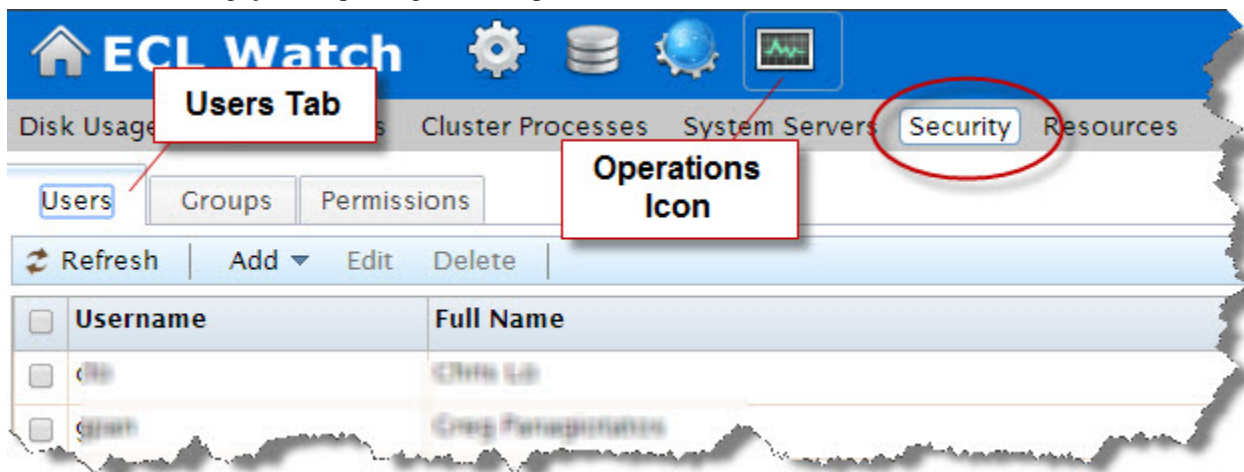 ECL Watch
Users Tab
Disk Usage Cluster Processes System Servers Security Resources
Operations
Icon
Users Groups Permissions
Refresh Add Edit Delete
Username Full Name